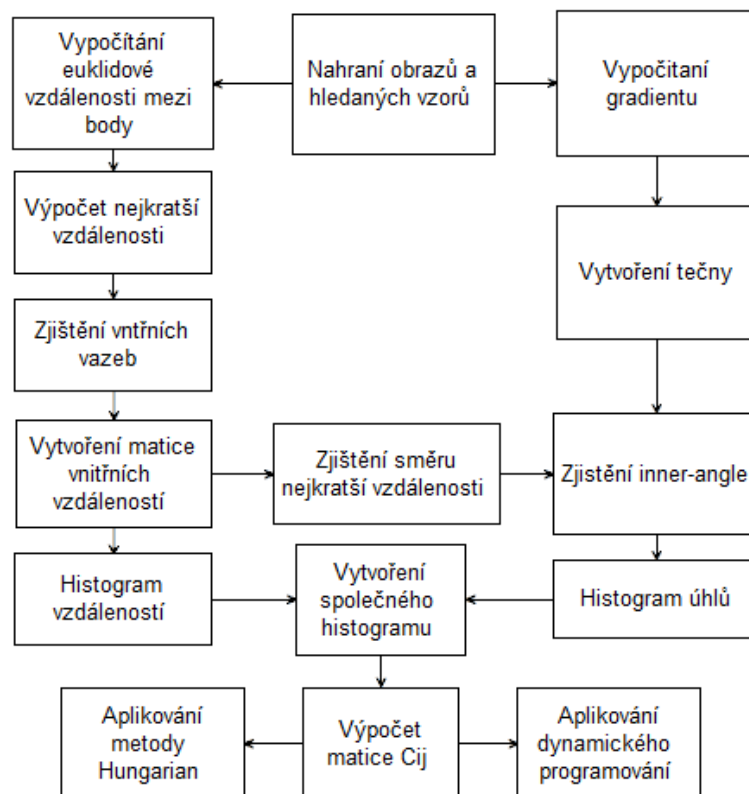 Vypočítání
euklidové
vzdálenosti mezi
body
Nahraní obrazů a
hledaných vzorů
Vypočitaní
gradientu
Výpočet nejkratší
vzdálenosti
Vytvoření tečny
Zjištění vntřních
vazeb
Vytvoření matice
vnitřních
vzdáleností
Zjištění směru
nejkratší vzdálenosti
Zjistění inner-angle
Histogram
vzdáleností
Vytvoření
společného
histogramu
Histogram úhlů
Aplikování
metody
Hungarian
Výpočet
matice Cij
Aplikování
dynamického
programování